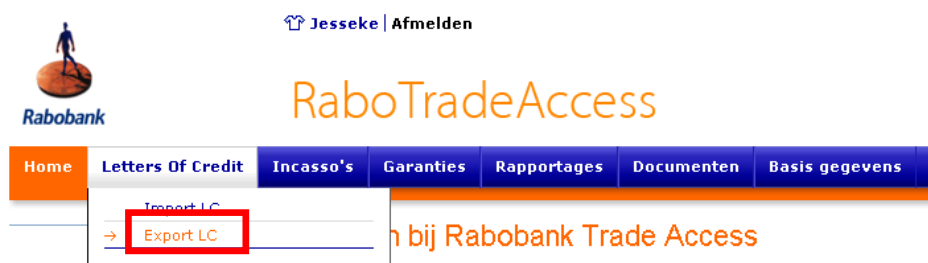 Jesseke | Afmelden
Rabobank
RaboTradeAccess
Home Letters Of Credit Incasso's Garanties Rapportages Documenten Basis gegevens
Import LC
→ Export LC
bij Rabobank Trade Access